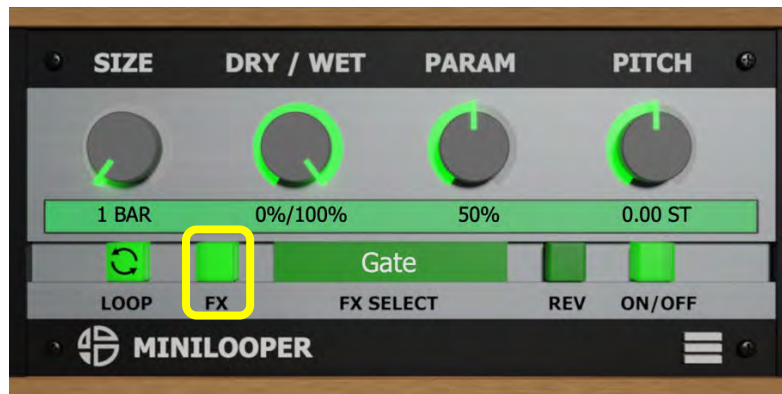 SIZE DRY / WET PARAM PITCH
1 BAR 0%/100% 50% 0.00 ST
Gate
LOOP FX FX SELECT REV ON/OFF
MINILOOPER